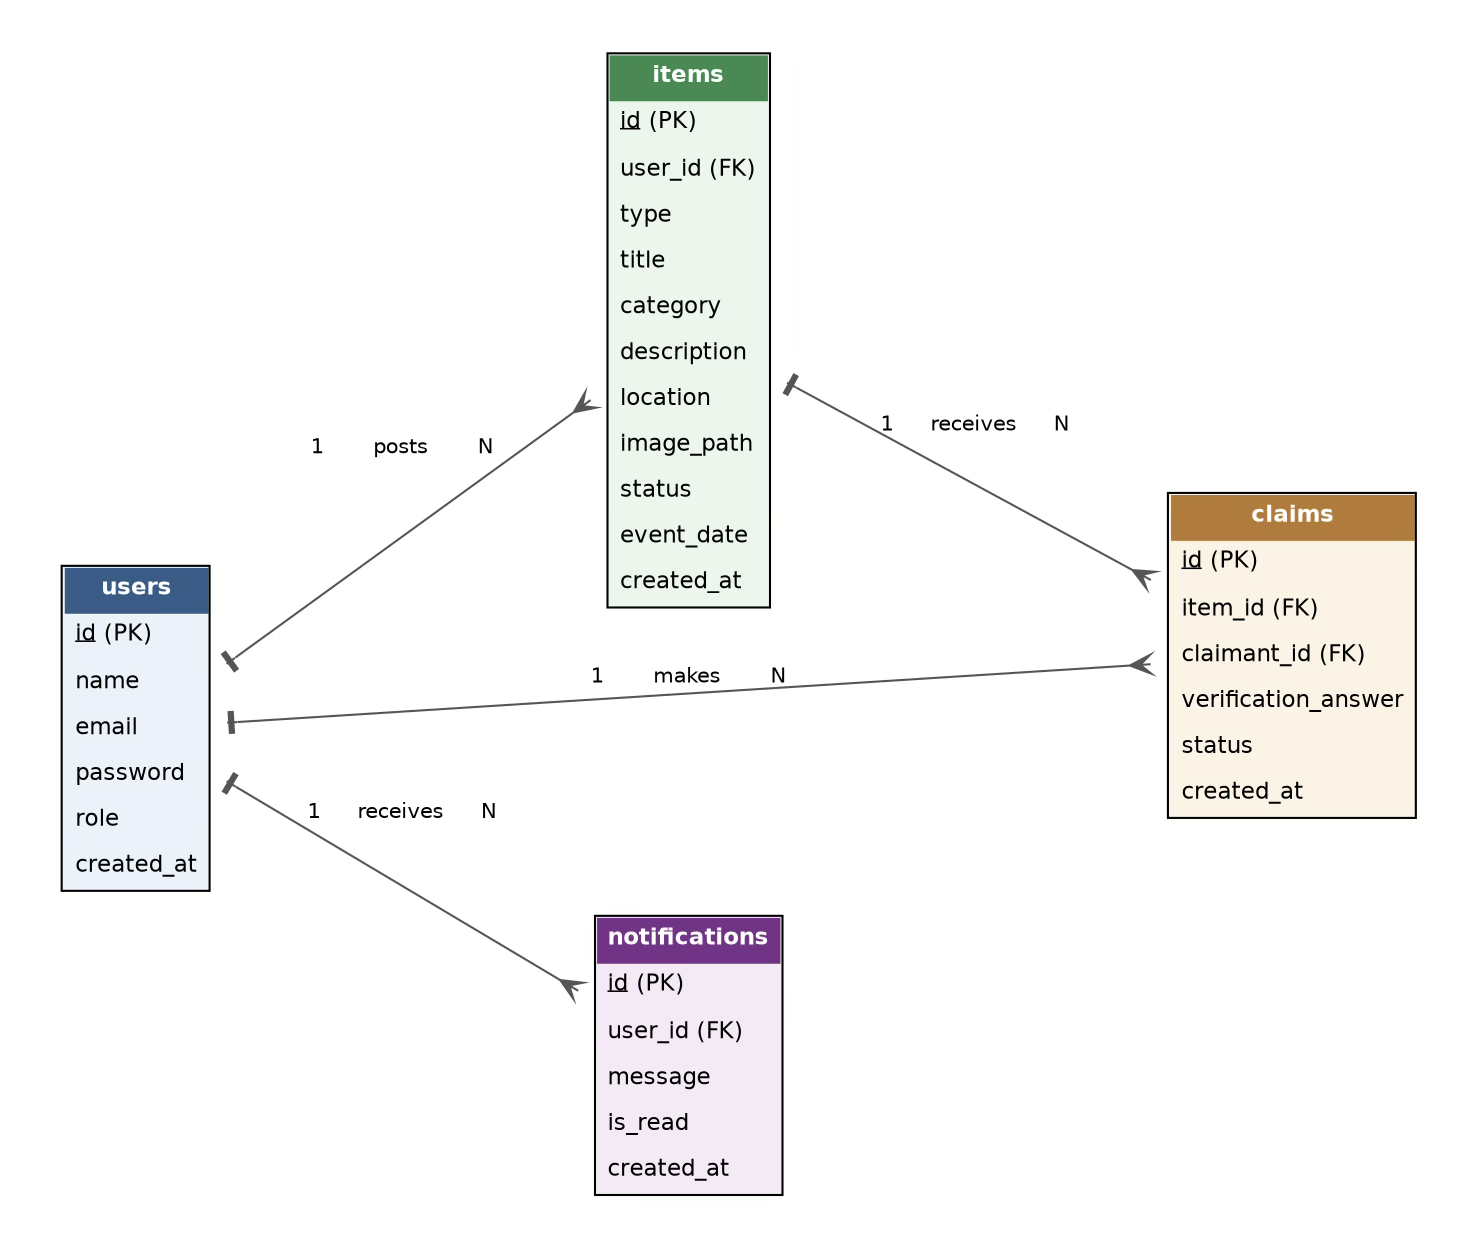 items
id (PK)
user_id (FK)
type
title
category
description
location
image_path
status
event_date
created_at
1 posts N
1 receives N
claims
id (PK)
item_id (FK)
claimant_id (FK)
verification_answer
status
created_at
users
id (PK)
name
email
password
role
created_at
1 makes N
1 receives N
notifications
id (PK)
user_id (FK)
message
is_read
created_at